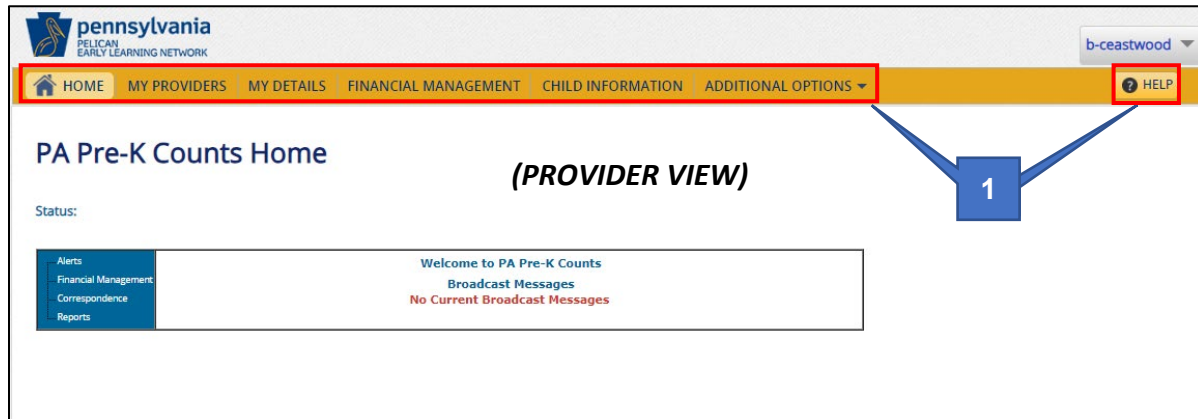 pennsylvania
PELICAN
EARLY LEARNING NETWORK
b-ceastwood
HOME MY PROVIDERS MY DETAILS FINANCIAL MANAGEMENT CHILD INFORMATION ADDITIONAL OPTIONS ? HELP
PA Pre-K Counts Home
(PROVIDER VIEW)
1
Status:
Alerts
Financial Management
Correspondence
Reports
Welcome to PA Pre-K Counts
Broadcast Messages
No Current Broadcast Messages